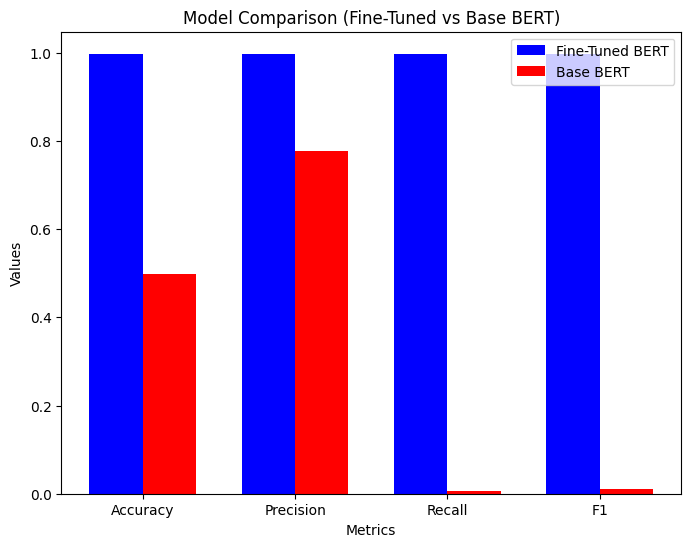 Model Comparison (Fine-Tuned vs Base BERT)
Fine-Tuned BERT
Base BERT
1.0
0.8
0.6
0.4
0.2
0.0
Values
Accuracy
Precision
Recall
F1
Metrics